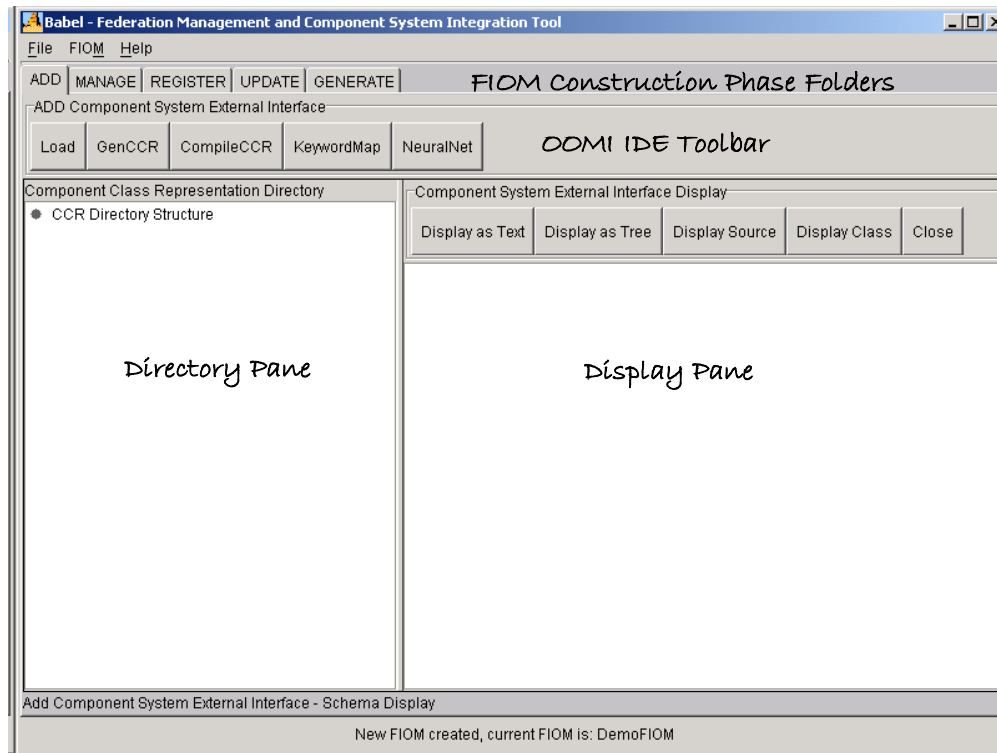 Babel - Federation Management and Component System Integration Tool
File FIOM Help
ADD MANAGE REGISTER UPDATE GENERATE FIOM Construction Phase Folders
ADD Component System External Interface
Load GenCCR CompileCCR KeywordMap NeuralNet OOMI IDE Toolbar
Component Class Representation Directory
CCR Directory Structure
Component System External Interface Display
Display as Text Display as Tree Display Source Display Class Close
Directory Pane
Display Pane
Add Component System External Interface - Schema Display
New FIOM created, current FIOM is: DemoFIOM